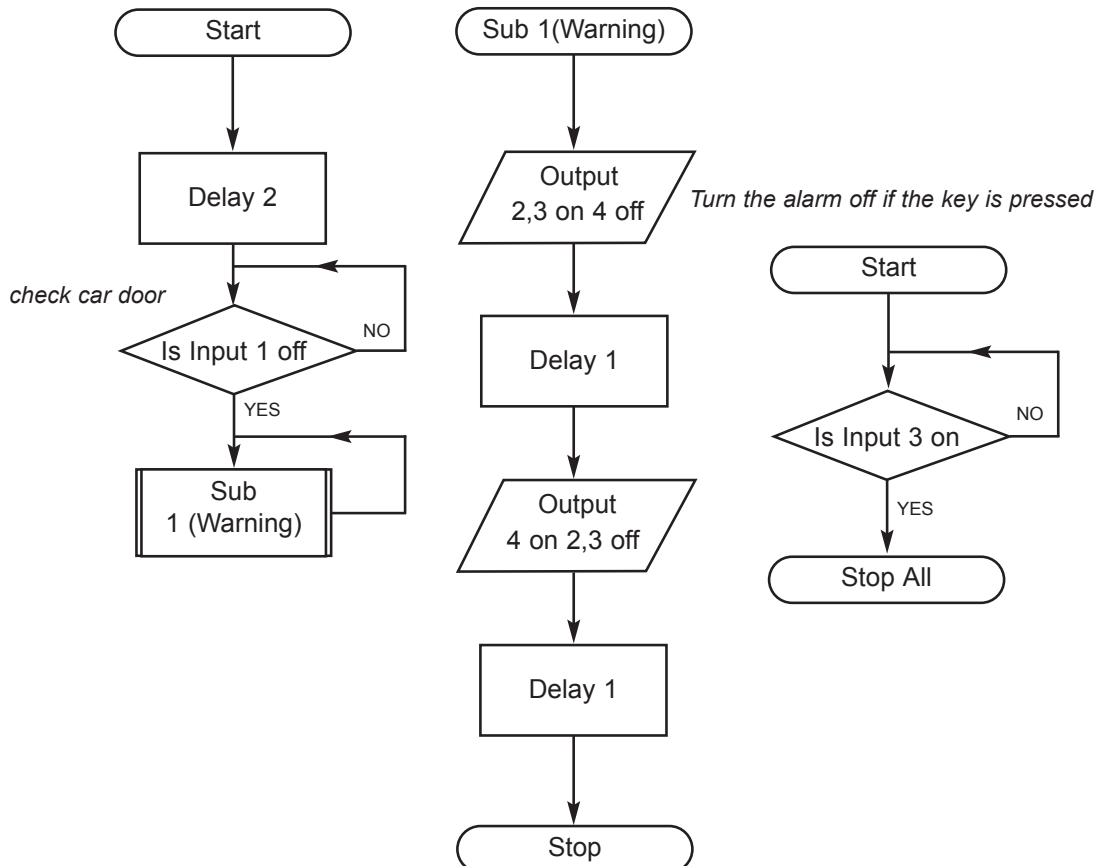 Start
Delay 2
check car door
Is Input 1 off
NO
YES
Sub
1 (Warning)
Sub 1(Warning)
Output
2,3 on 4 off
Delay 1
Output
4 on 2,3 off
Delay 1
Stop
Turn the alarm off if the key is pressed
Start
Is Input 3 on
NO
YES
Stop All